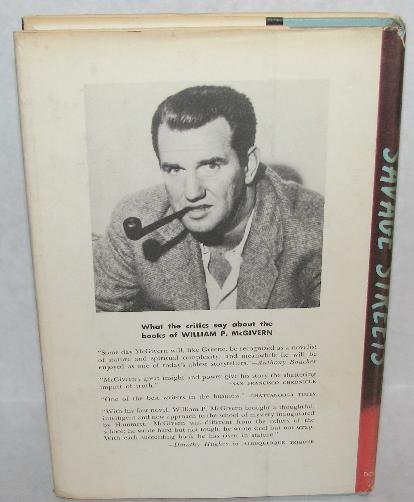 SAVAGE STREETS
What the critics say about the
books of WILLIAM P. McGIVERN
"Some day McGivern will, like Greene, be recognized as a novelist
of stature and spiritual complexity; and meanwhile he will be
enjoyed as one of today's ablest storytellers."—Anthony Boucher
"McGivern's great insight and power give his story the shattering
impact of truth." —SAN FRANCISCO CHRONICLE
"One of the best writers in the business." —CHATTANOOGA TIMES
"With his first novel, William P. McGivern brought a thoughtful,
intelligent and new approach to the school of mystery inaugurated
by Hammett. McGivern was different from the others of the
school; he wrote hard but not tough; he wrote steel but not scrap.
With each succeeding book he has risen in stature."
—Dorothy Hughes in ALBUQUERQUE TRIBUNE